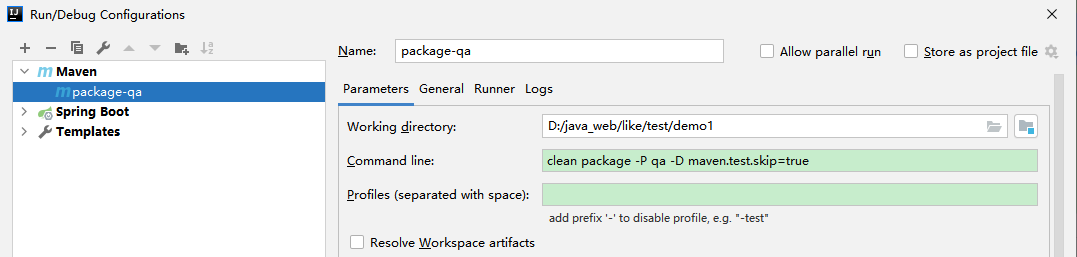 IJ Run/Debug Configurations
Name: package-qa
Allow parallel run
Store as project file
m Maven
m package-qa
Spring Boot
Templates
Parameters General Runner Logs
Working directory: D:/java_web/like/test/demo1
Command line: clean package -P qa -D maven.test.skip=true
Profiles (separated with space):
add prefix '-' to disable profile, e.g. "-test"
Resolve Workspace artifacts